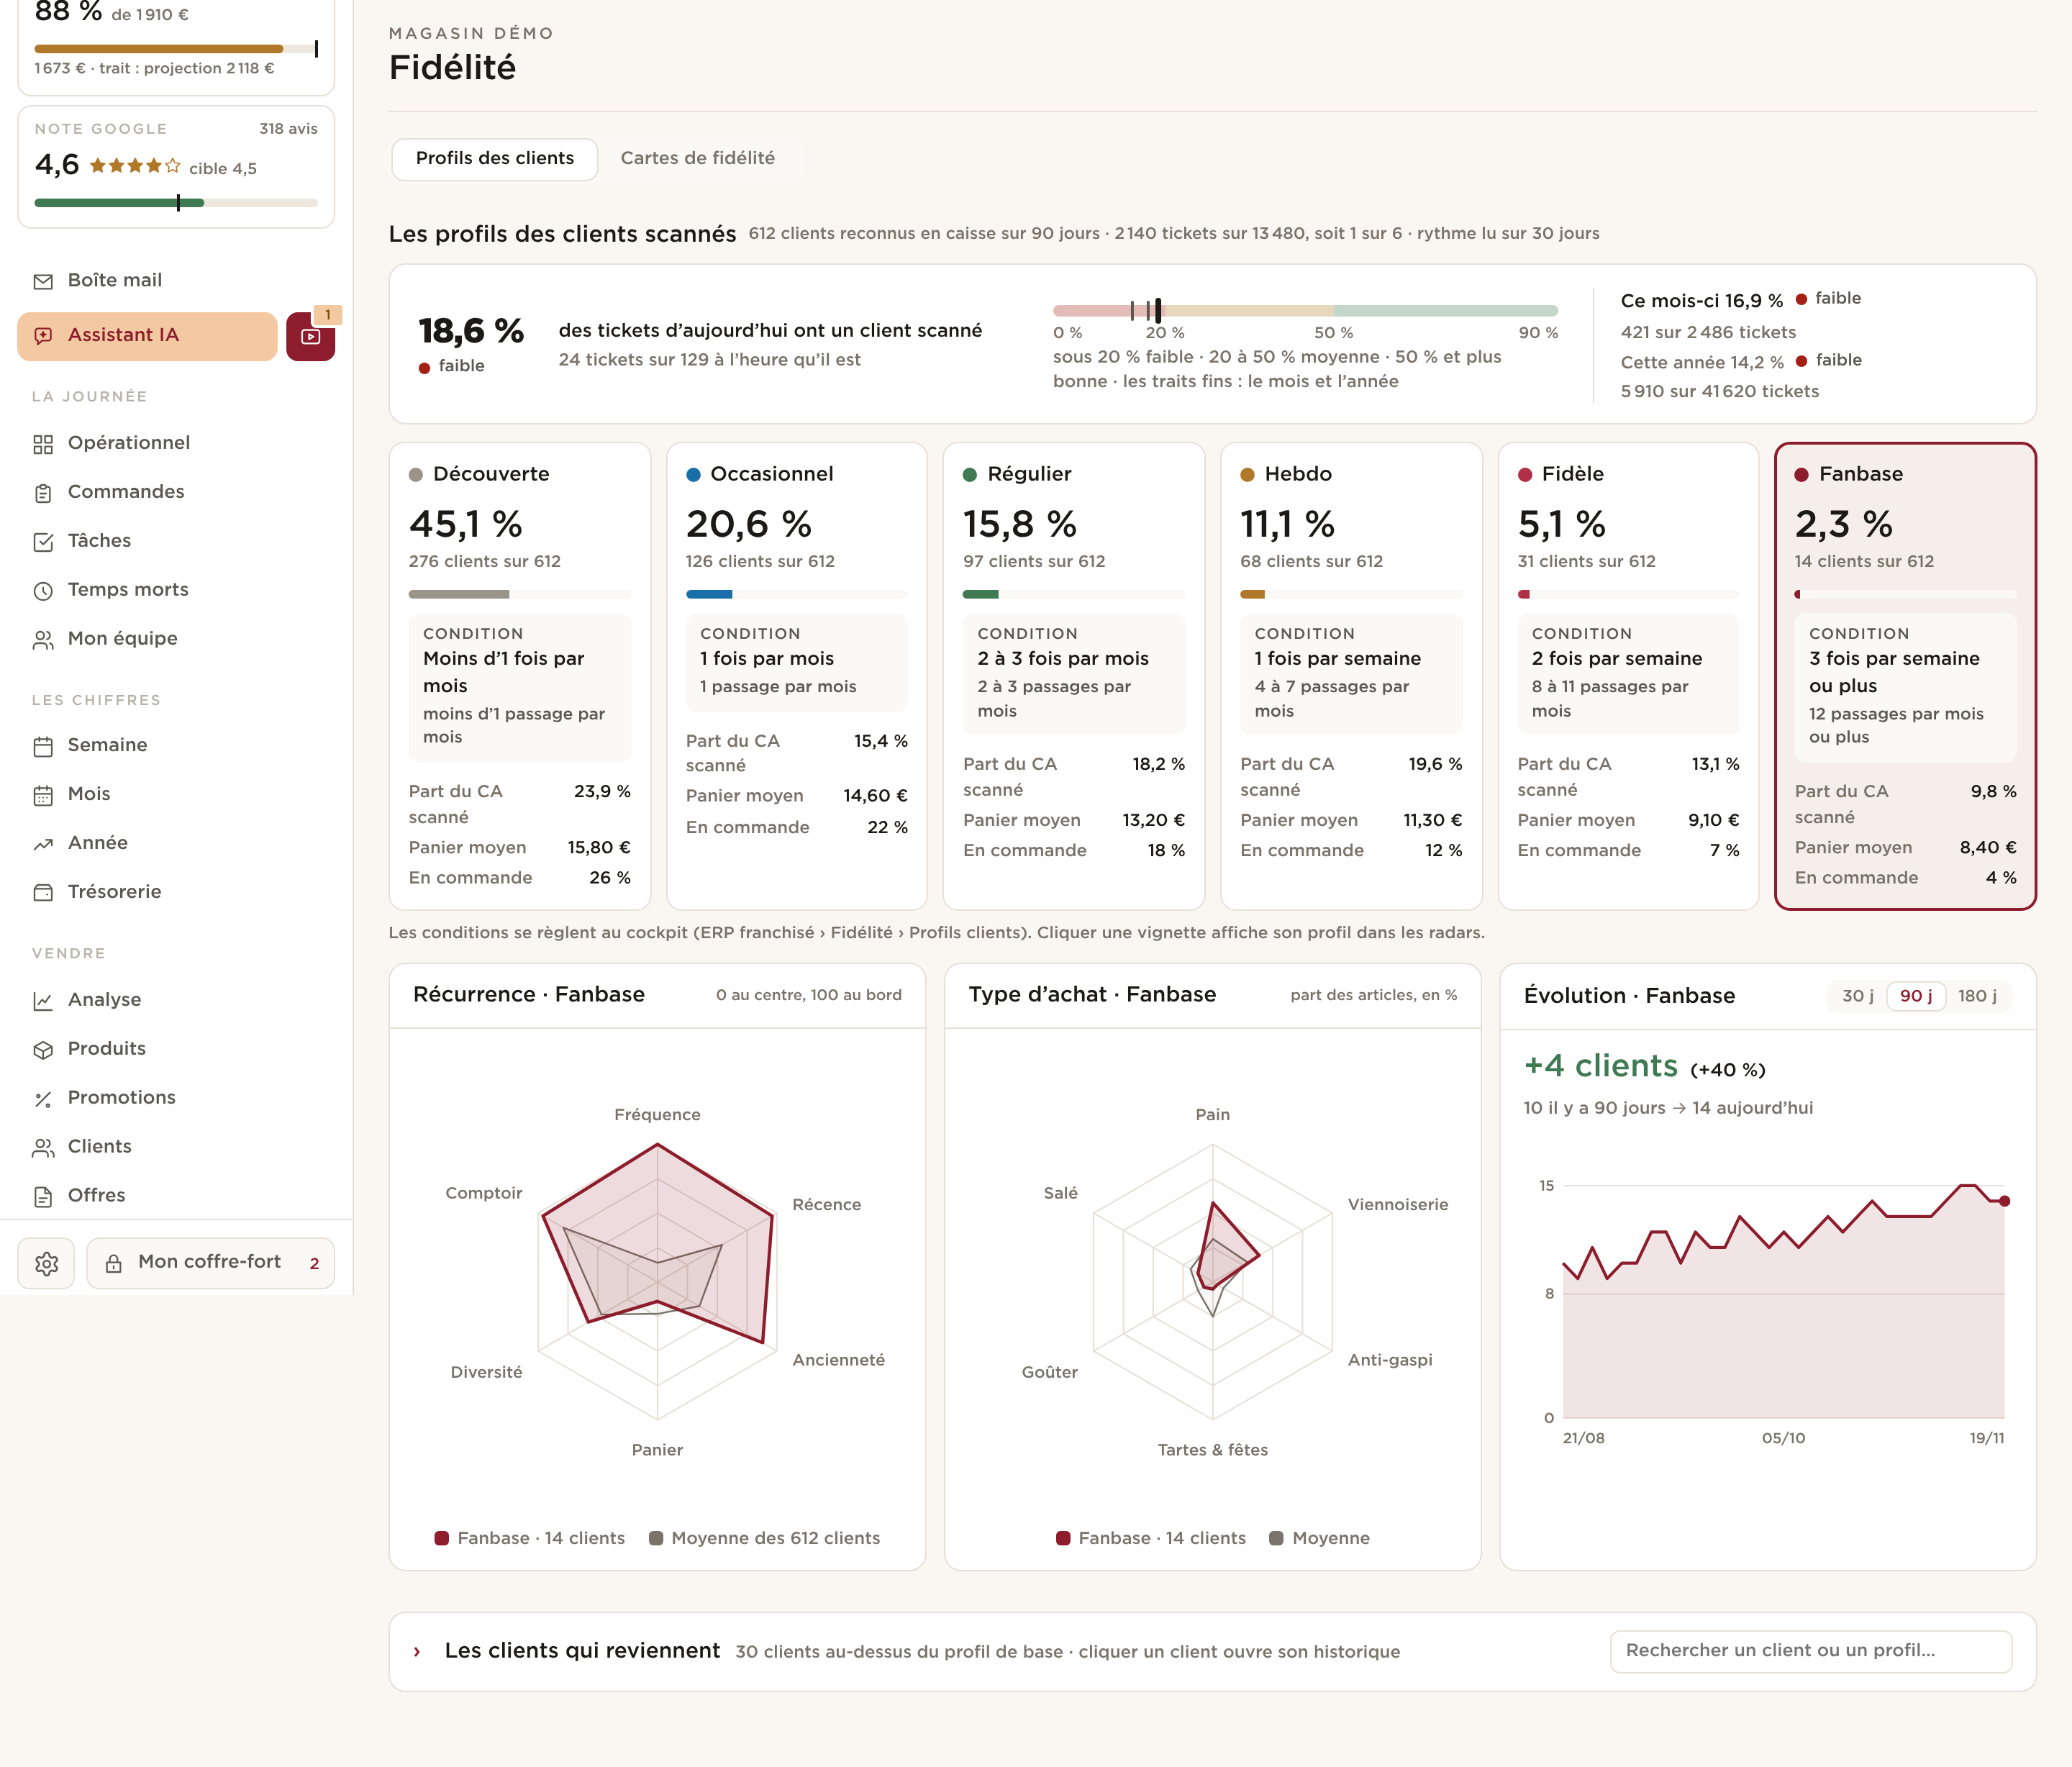 88 % de 1 910 €
1 673 € · trait : projection 2 118 €
NOTE GOOGLE 318 avis
4,6 cible 4,5
Boîte mail
Assistant IA 1
LA JOURNÉE
Opérationnel
Commandes
Tâches
Temps morts
Mon équipe
LES CHIFFRES
Semaine
Mois
Année
Trésorerie
VENDRE
Analyse
Produits
Promotions
Clients
Offres
Mon coffre-fort 2
MAGASIN DÉMO
Fidélité
Profils des clients Cartes de fidélité
Les profils des clients scannés 612 clients reconnus en caisse sur 90 jours · 2 140 tickets sur 13 480, soit 1 sur 6 · rythme lu sur 30 jours
18,6 %
faible
des tickets d’aujourd’hui ont un client scanné
24 tickets sur 129 à l’heure qu’il est
0 % 20 % 50 % 90 %
sous 20 % faible · 20 à 50 % moyenne · 50 % et plus
bonne · les traits fins : le mois et l’année
Ce mois-ci 16,9 % faible
421 sur 2 486 tickets
Cette année 14,2 % faible
5 910 sur 41 620 tickets
Découverte
45,1 %
276 clients sur 612
CONDITION
Moins d’1 fois par
mois
moins d’1 passage par
mois
Part du CA 23,9 %
scanné
Panier moyen 15,80 €
En commande 26 %
Occasionnel
20,6 %
126 clients sur 612
CONDITION
1 fois par mois
1 passage par mois
Part du CA 15,4 %
scanné
Panier moyen 14,60 €
En commande 22 %
Régulier
15,8 %
97 clients sur 612
CONDITION
2 à 3 fois par mois
2 à 3 passages par
mois
Part du CA 18,2 %
scanné
Panier moyen 13,20 €
En commande 18 %
Hebdo
11,1 %
68 clients sur 612
CONDITION
1 fois par semaine
4 à 7 passages par
mois
Part du CA 19,6 %
scanné
Panier moyen 11,30 €
En commande 12 %
Fidèle
5,1 %
31 clients sur 612
CONDITION
2 fois par semaine
8 à 11 passages par
mois
Part du CA 13,1 %
scanné
Panier moyen 9,10 €
En commande 7 %
Fanbase
2,3 %
14 clients sur 612
CONDITION
3 fois par semaine
ou plus
12 passages par mois
ou plus
Part du CA 9,8 %
scanné
Panier moyen 8,40 €
En commande 4 %
Les conditions se règlent au cockpit (ERP franchisé › Fidélité › Profils clients). Cliquer une vignette affiche son profil dans les radars.
Récurrence · Fanbase 0 au centre, 100 au bord
Fréquence
Comptoir
Récence
Diversité
Ancienneté
Panier
Fanbase · 14 clients Moyenne des 612 clients
Type d’achat · Fanbase part des articles, en %
Pain
Salé
Viennoiserie
Goûter
Anti-gaspi
Tartes & fêtes
Fanbase · 14 clients Moyenne
Évolution · Fanbase 30 j 90 j 180 j
+4 clients (+40 %)
10 il y a 90 jours → 14 aujourd’hui
15
8
0
21/08 05/10 19/11
› Les clients qui reviennent 30 clients au-dessus du profil de base · cliquer un client ouvre son historique Rechercher un client ou un profil…